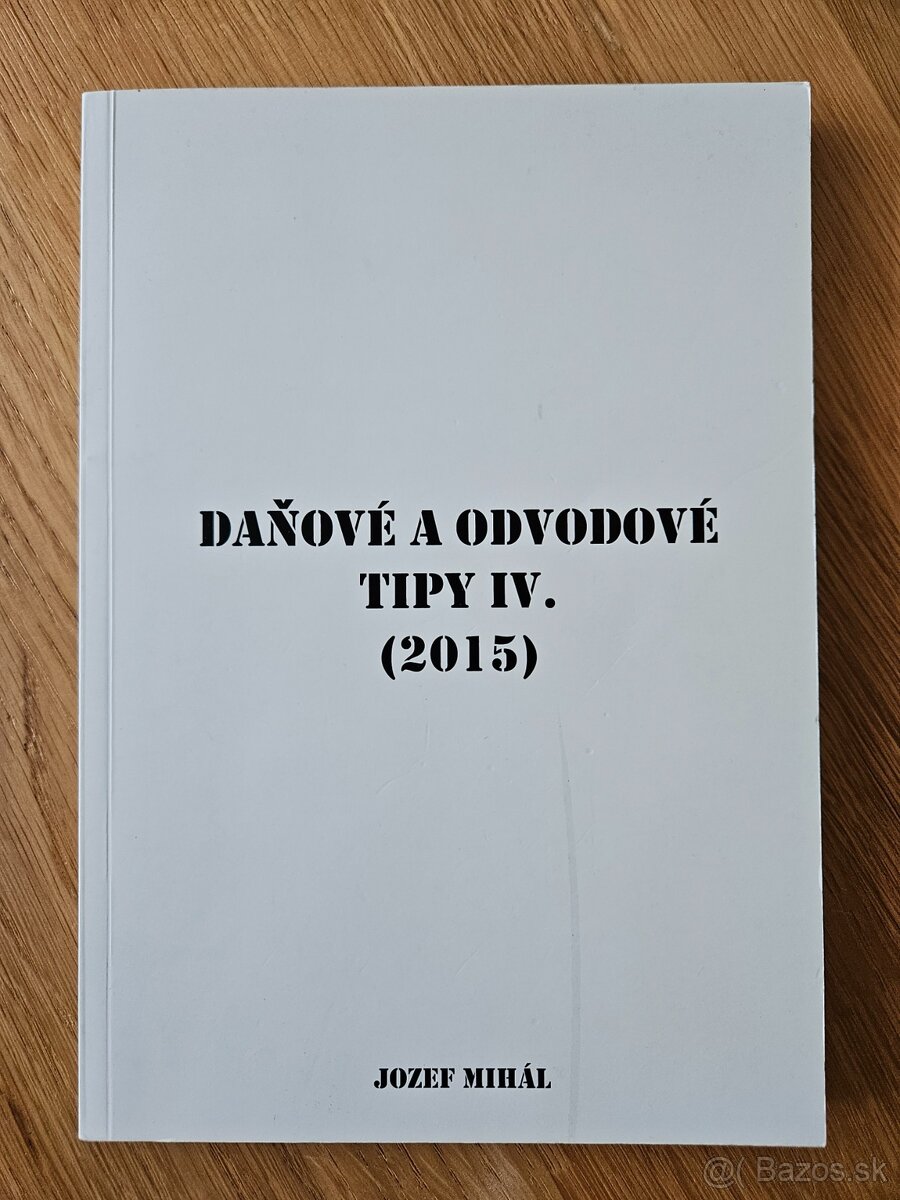 DAŇOVÉ A ODVODOVÉ
TIPY IV.
(2015)
JOZEF MIHÁL
@( Bazos.sk